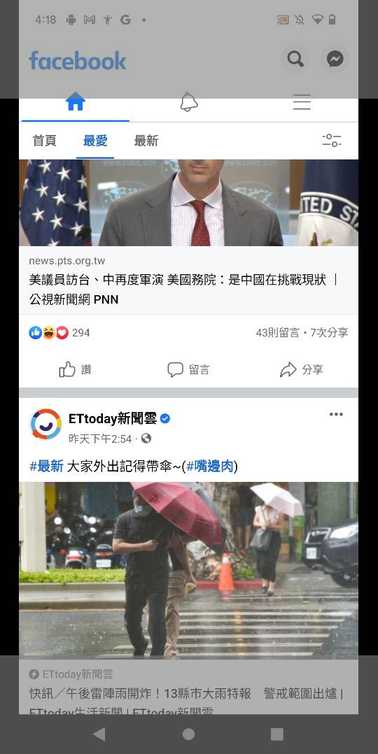 4:18
facebook
首頁
最愛
最新
UNITED STA
news.pts.org.tw
美議員訪台、中再度軍演 美國務院：是中國在挑戰現狀 ｜
公視新聞網 PNN
294
43則留言・7次分享
讚
留言
分享
ETtoday新聞雲
昨天下午2:54 ·
#最新 大家外出記得帶傘~(#嘴邊肉)
ETtoday新聞雲
快訊／午後雷陣雨開炸！13縣市大雨特報　警戒範圍出爐 |
ETtoday生活新聞 | ETtoday新聞雲